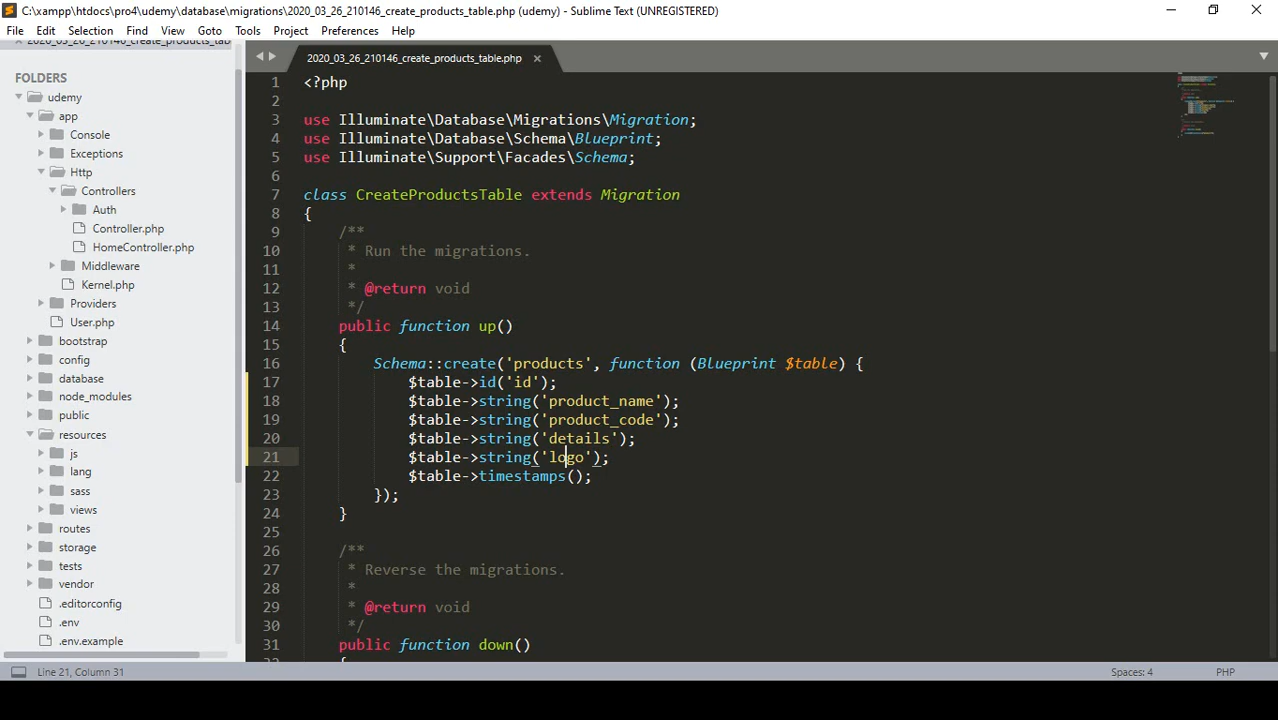 C:\xampp\htdocs\pro4\udemy\database\migrations\2020_03_26_210146_create_products_table.php (udemy) - Sublime Text (UNREGISTERED)
File Edit Selection Find View Goto Tools Project Preferences Help
2020_03_26_210146_create_products_tab
FOLDERS
udemy
app
Console
Exceptions
Http
Controllers
Auth
Controller.php
HomeController.php
Middleware
Kernel.php
Providers
User.php
bootstrap
config
database
node_modules
public
resources
js
lang
sass
views
routes
storage
tests
vendor
.editorconfig
.env
.env.example
2020_03_26_210146_create_products_table.php
1 <?php
2
3 use Illuminate\Database\Migrations\Migration;
4 use Illuminate\Database\Schema\Blueprint;
5 use Illuminate\Support\Facades\Schema;
6
7 class CreateProductsTable extends Migration
8 {
9     /**
10      * Run the migrations.
11      *
12      * @return void
13      */
14     public function up()
15     {
16         Schema::create('products', function (Blueprint $table) {
17             $table->id('id');
18             $table->string('product_name');
19             $table->string('product_code');
20             $table->string('details');
21             $table->string('logo');
22             $table->timestamps();
23         });
24     }
25
26     /**
27      * Reverse the migrations.
28      *
29      * @return void
30      */
31     public function down()
Line 21, Column 31
Spaces: 4
PHP